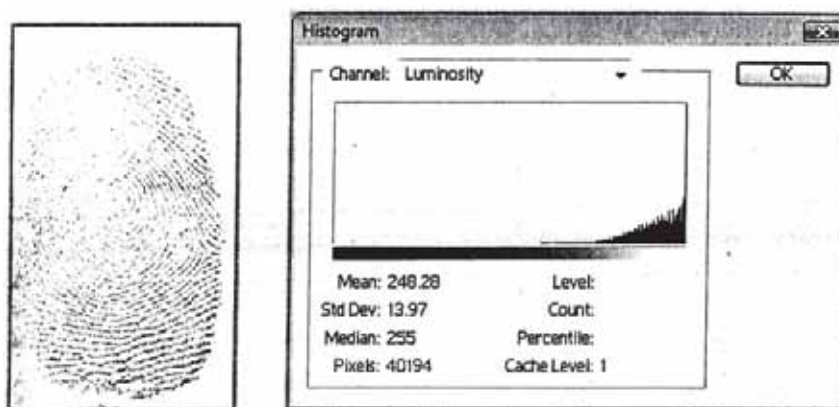 Histogram
Channel: Luminosity
OK
Mean: 248.28 Level:
Std Dev: 13.97 Count:
Median: 255 Percentile:
Pixels: 40194 Cache Level: 1